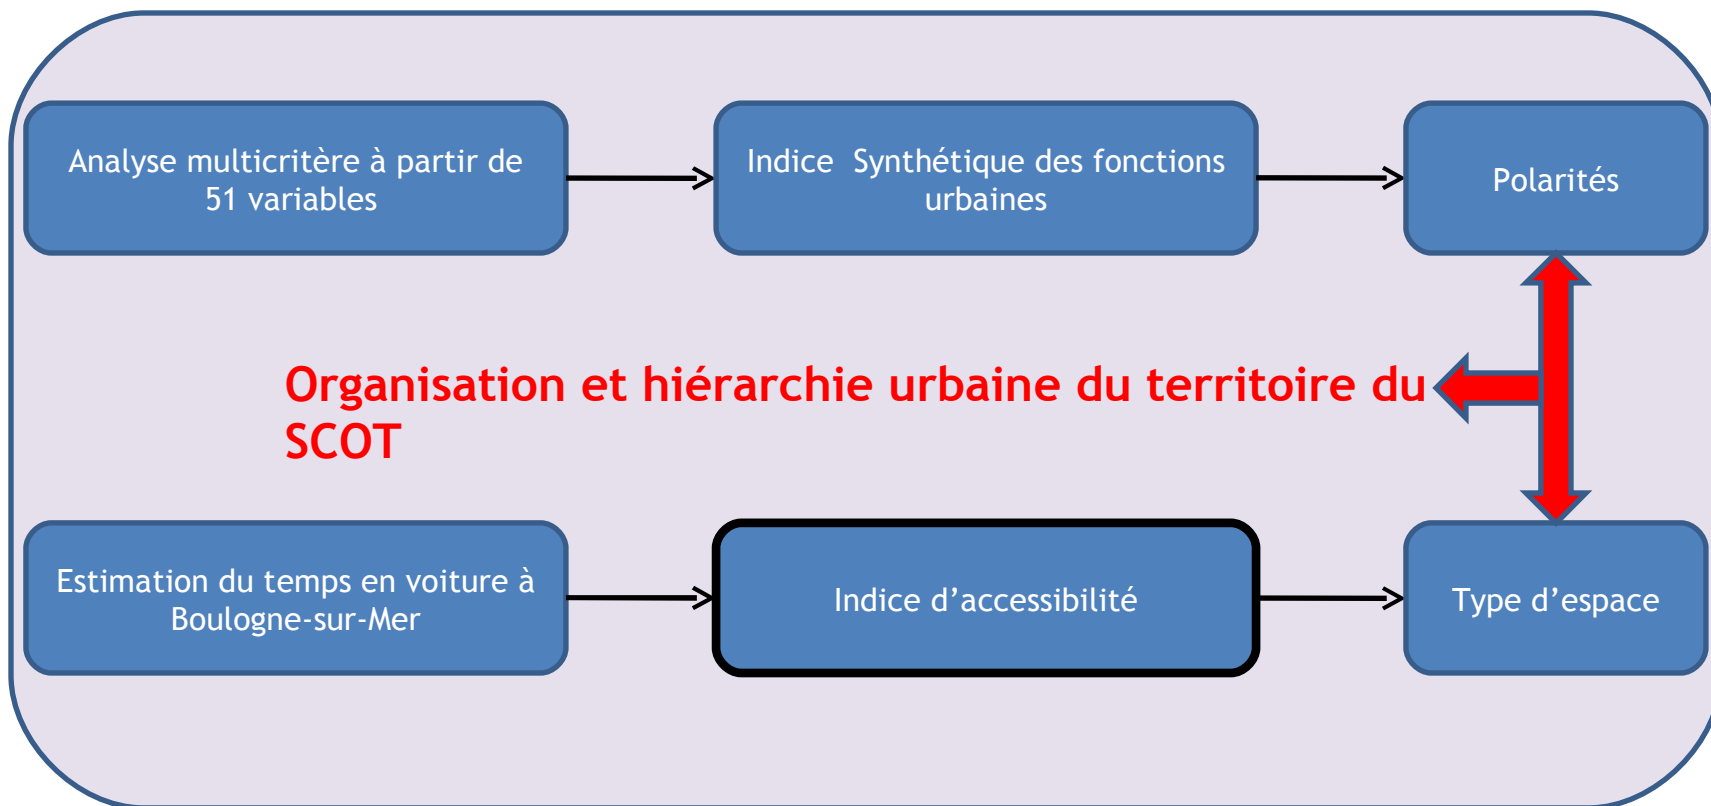 Analyse multicritère à partir de
51 variables
Indice Synthétique des fonctions
urbaines
Polarités
Organisation et hiérarchie urbaine du territoire du
SCOT
Estimation du temps en voiture à
Boulogne-sur-Mer
Indice d’accessibilité
Type d’espace